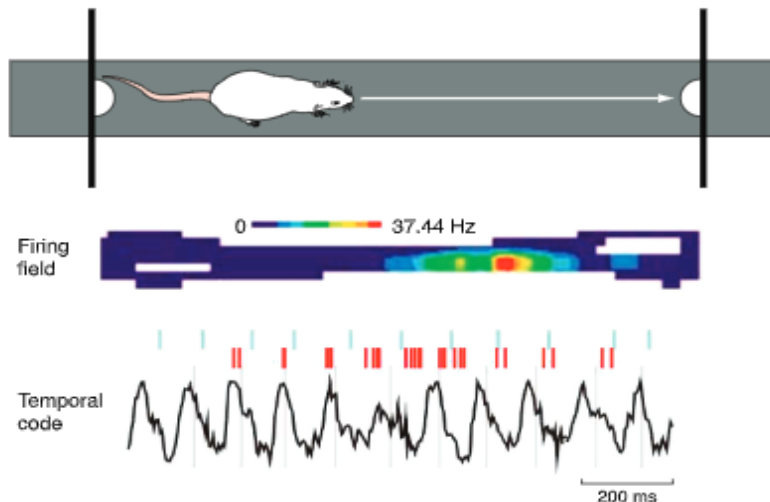 0 37.44 Hz
Firing
field
Temporal
code
200 ms